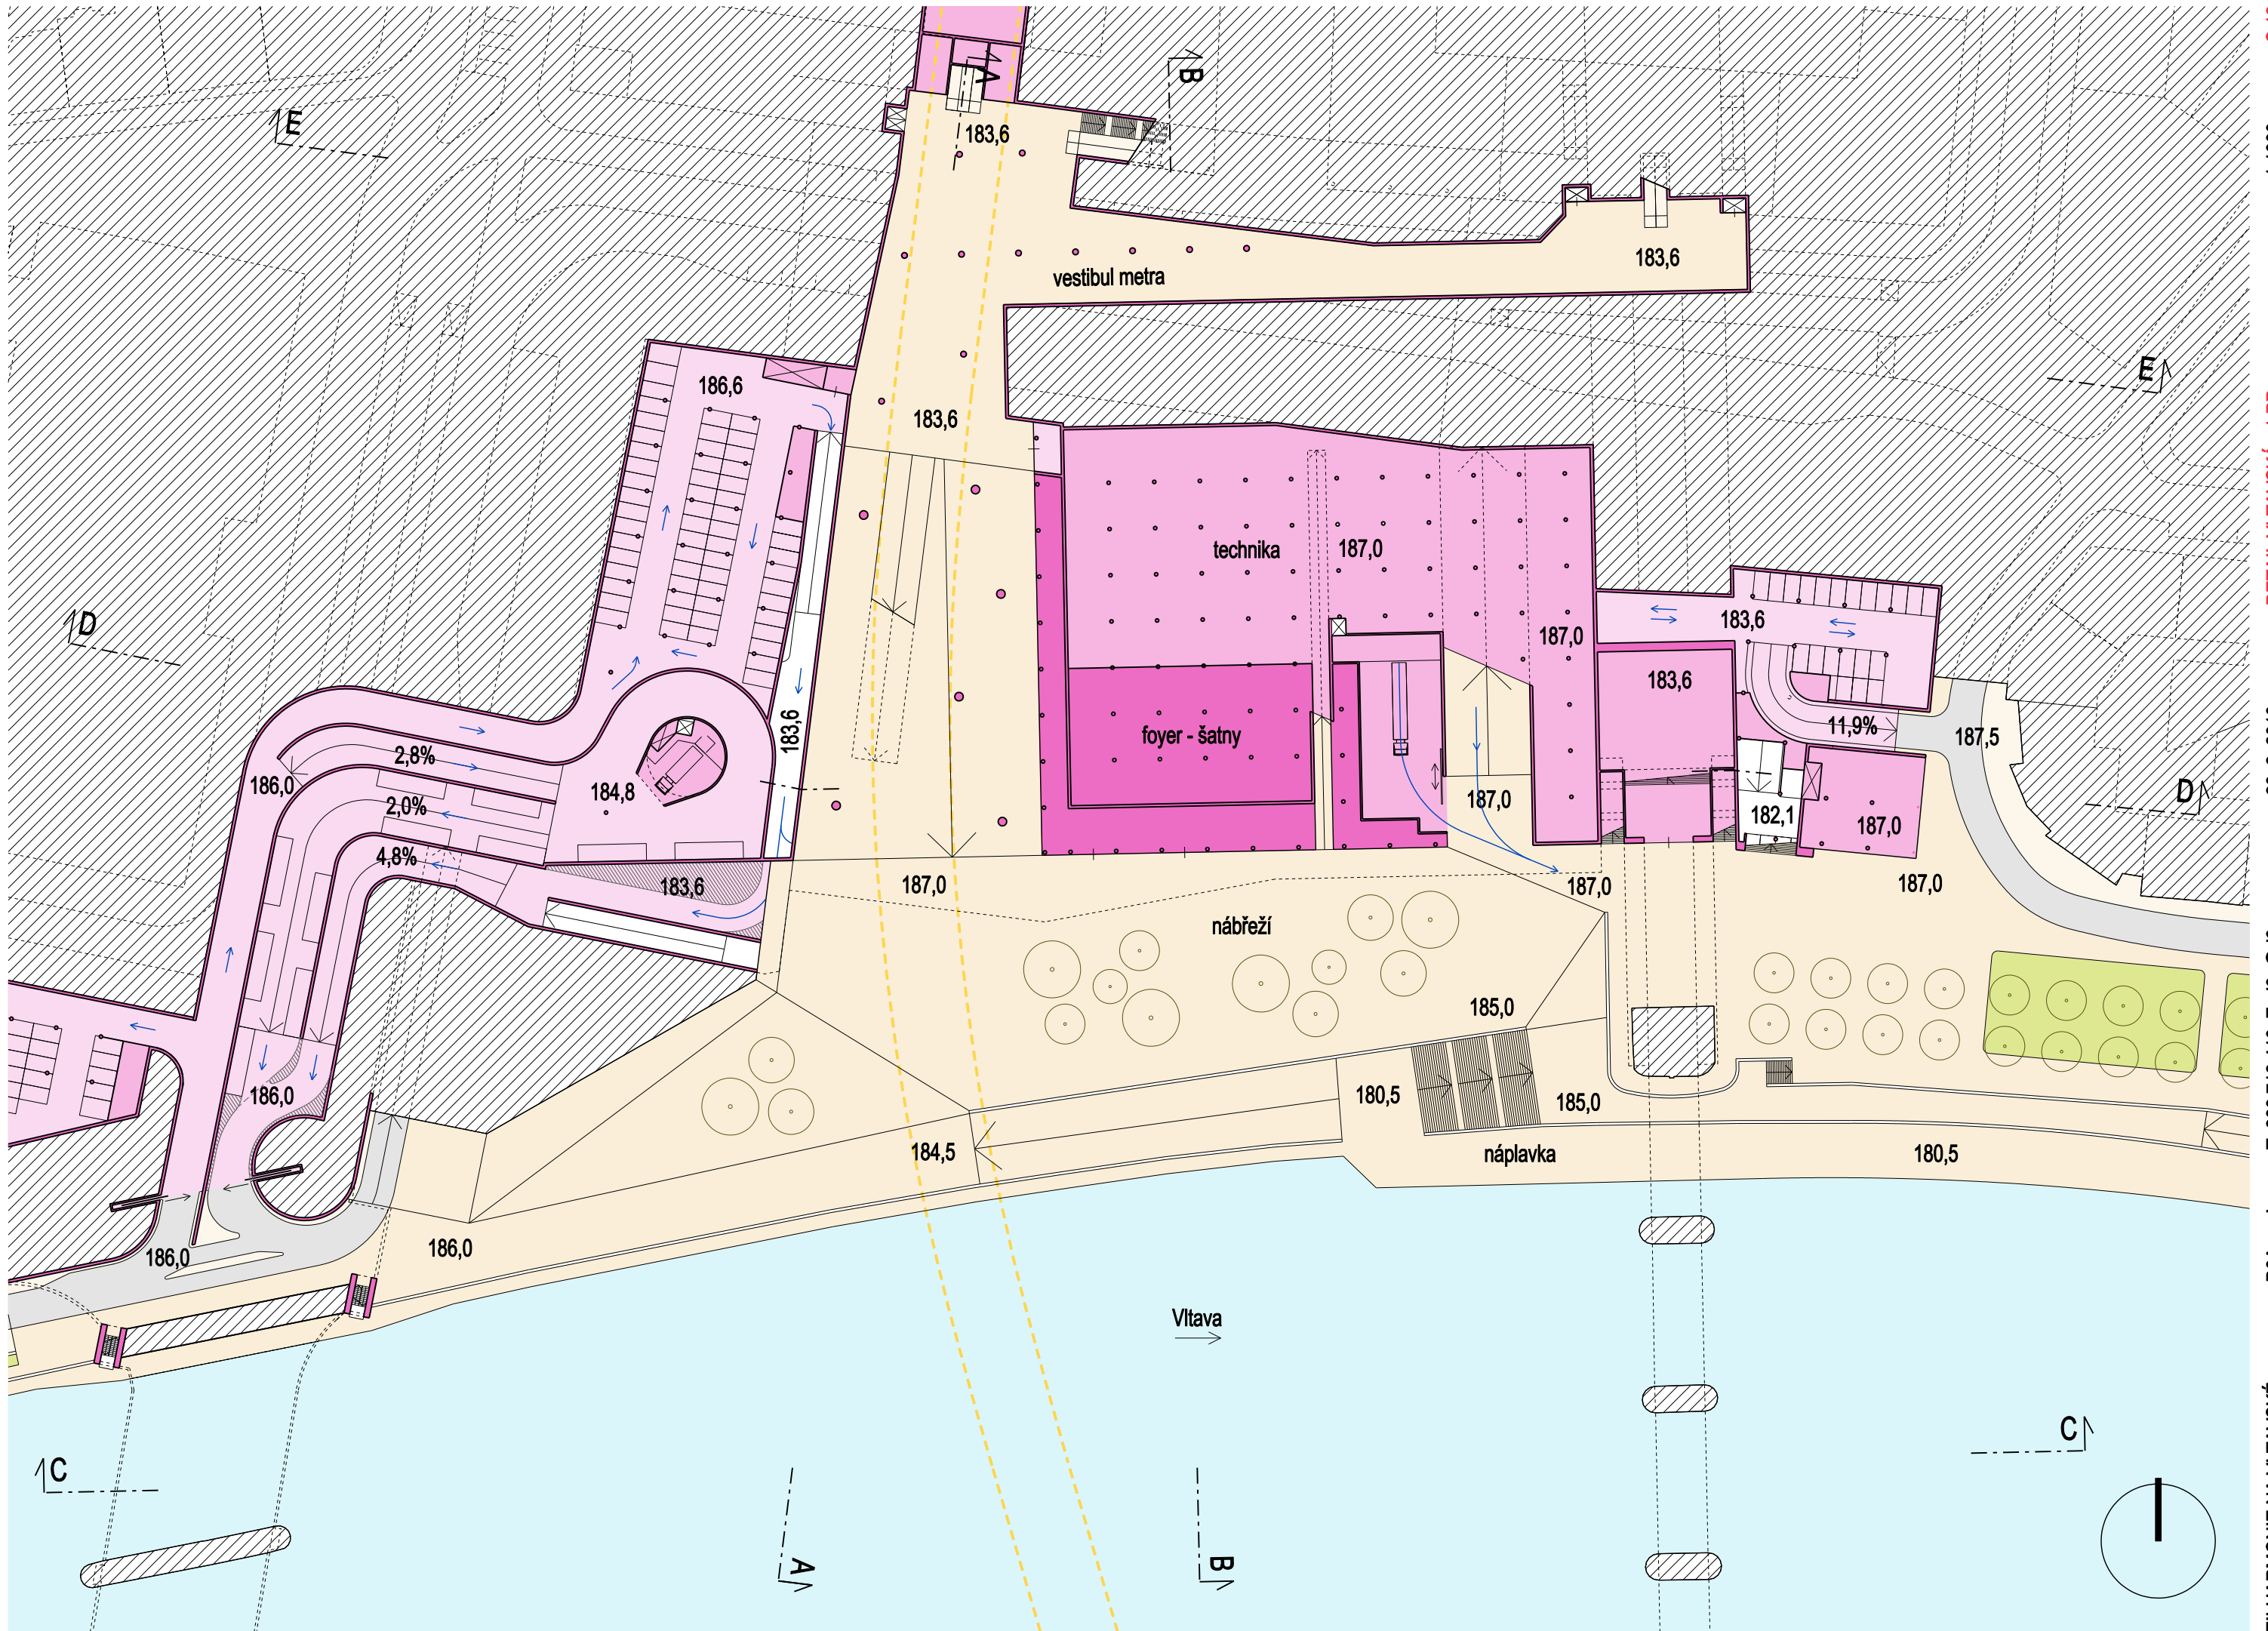 A
B
E
183,6
vestibul metra
183,6
E
186,6
183,6
technika
187,0
D
187,0
183,6
183,6
11,9%
187,5
foyer - šatny
183,6
2,8%
186,0
184,8
2,0%
187,0
D
182,1
187,0
4,8%
183,6
187,0
187,0
187,0
nábřeží
185,0
186,0
180,5
185,0
184,5
náplavka
180,5
186,0
186,0
Vltava
C
C
A
B